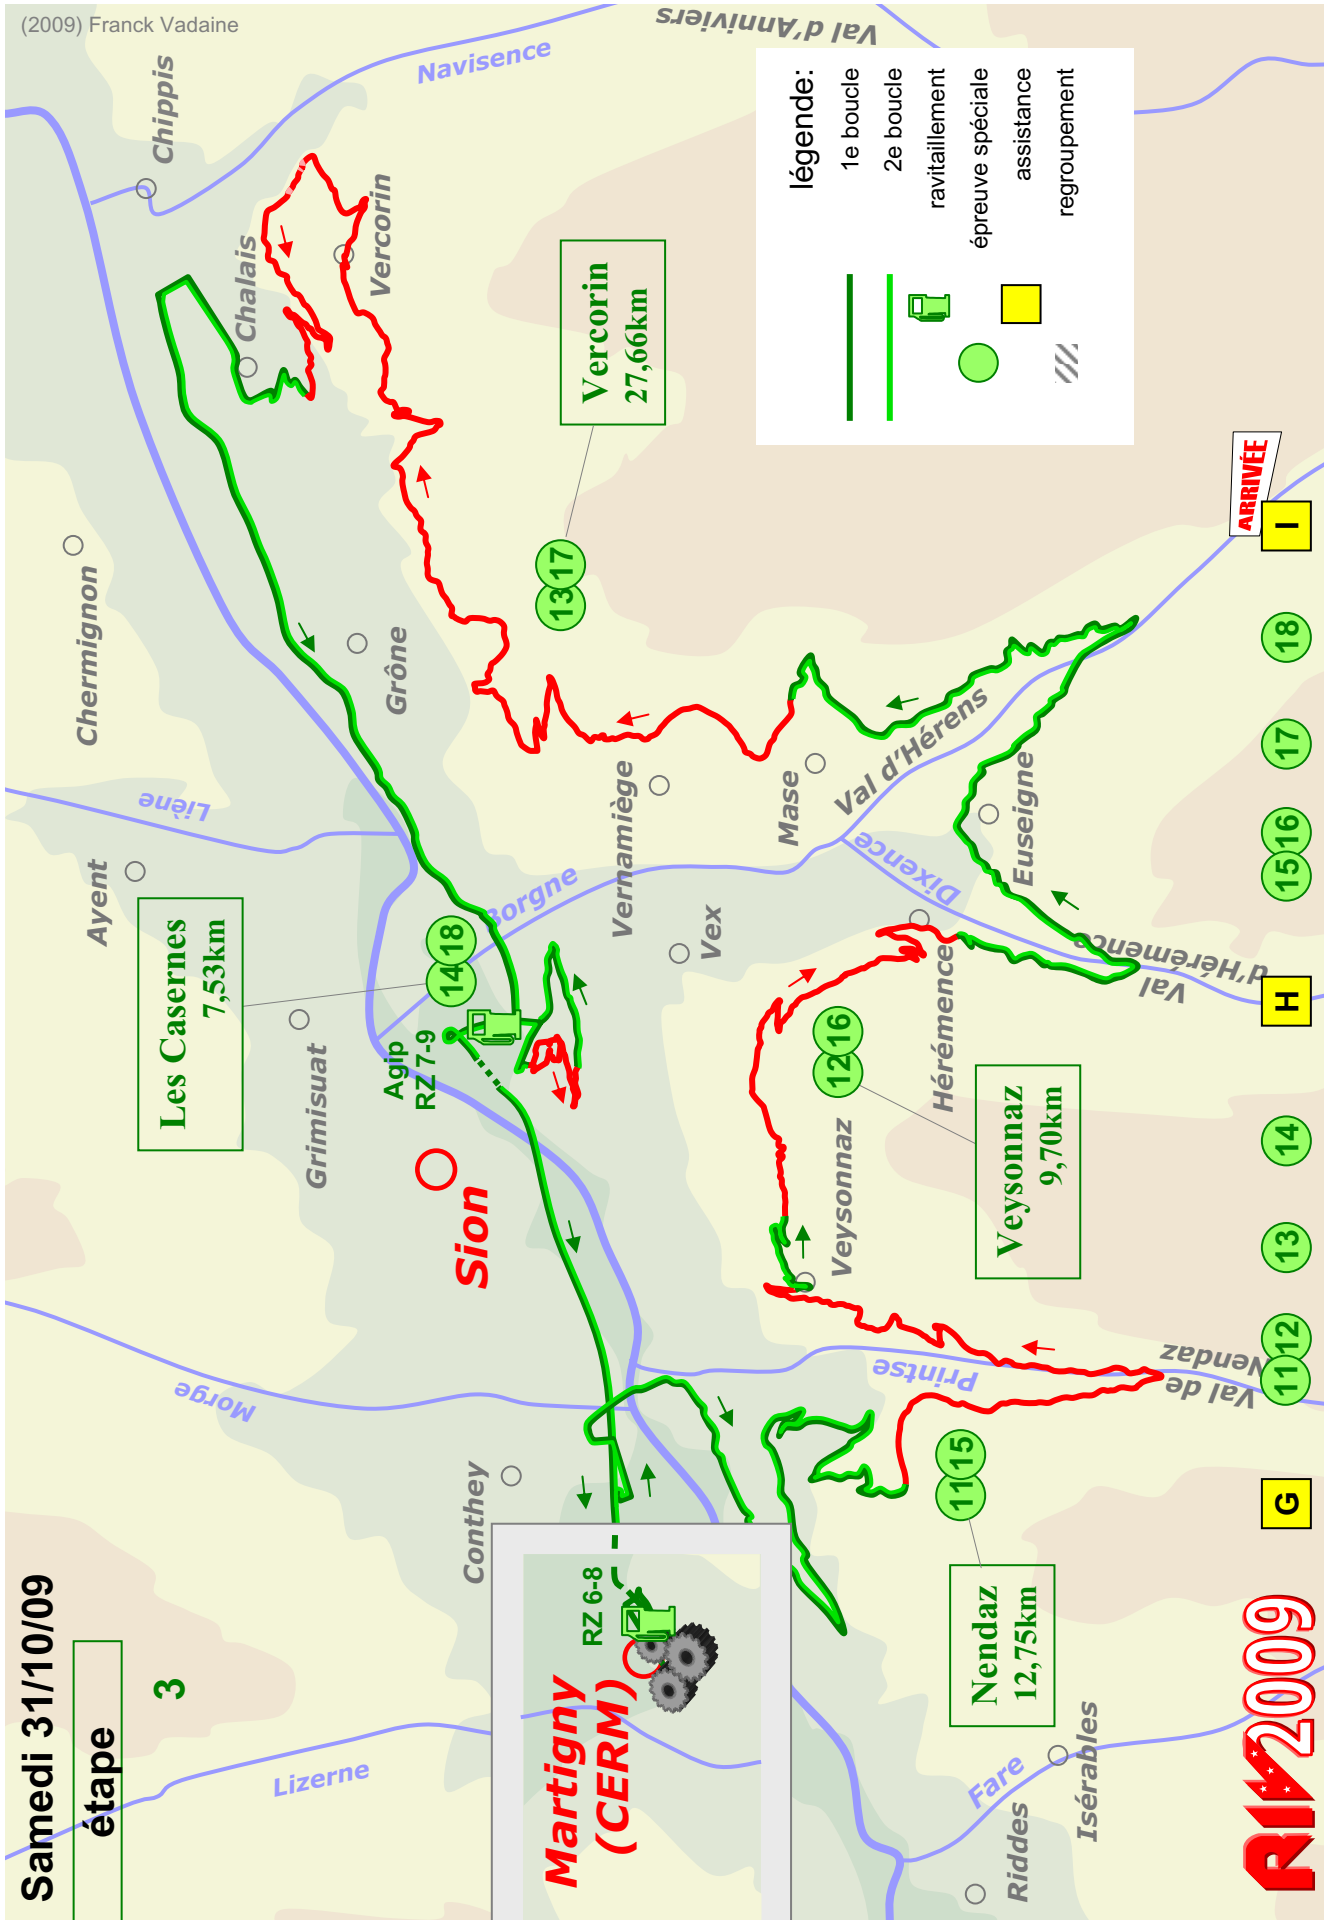 Samedi 31/10/09
étape
3
(2009) Franck Vadaine
Chippis
Navisence
Val d'Anniviers
Chalais
Vercorin
Vercorin
27,66km
légende:
1e boucle
2e boucle
ravitaillement
épreuve spéciale
assistance
regroupement
Chermignon
Grône
13
17
Liène
Ayent
Les Casernes
7,53km
14
18
Borgne
Vernamiège
Mase
Val d'Hérens
Vex
Dixence
Euseigne
Val
d'Hérémence
Hérémence
Grimisuat
Agip
RZ 7-9
Sion
12
16
Veysonnaz
Veysonnaz
9,70km
Morge
Printse
Val de
Nendaz
Conthey
11
15
Nendaz
12,75km
RZ 6-8
Martigny
(CERM)
Lizerne
Fare
Isérables
Riddes
RIV 2009
G
11
12
13
14
H
15
16
17
18
I
ARRIVÉE